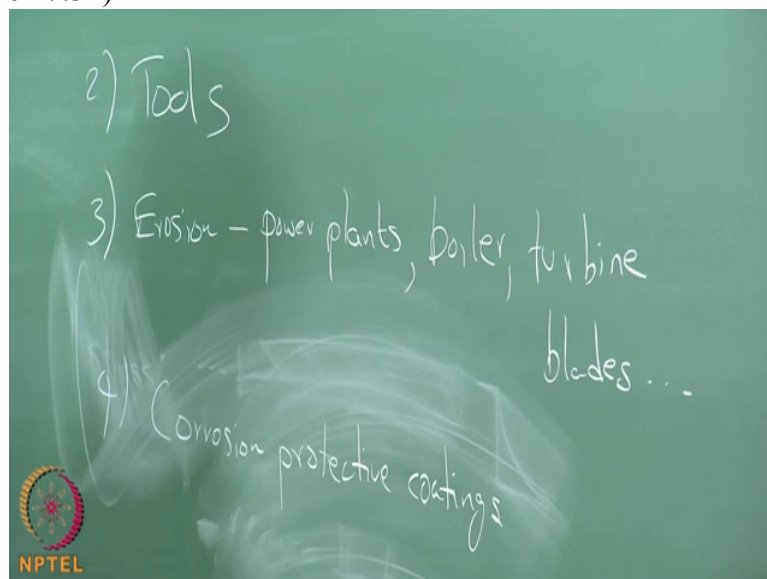 2) Tools
3) Erosion – power plants, boiler, turbine
blades...
4) Corrosion protective coatings
NPTEL